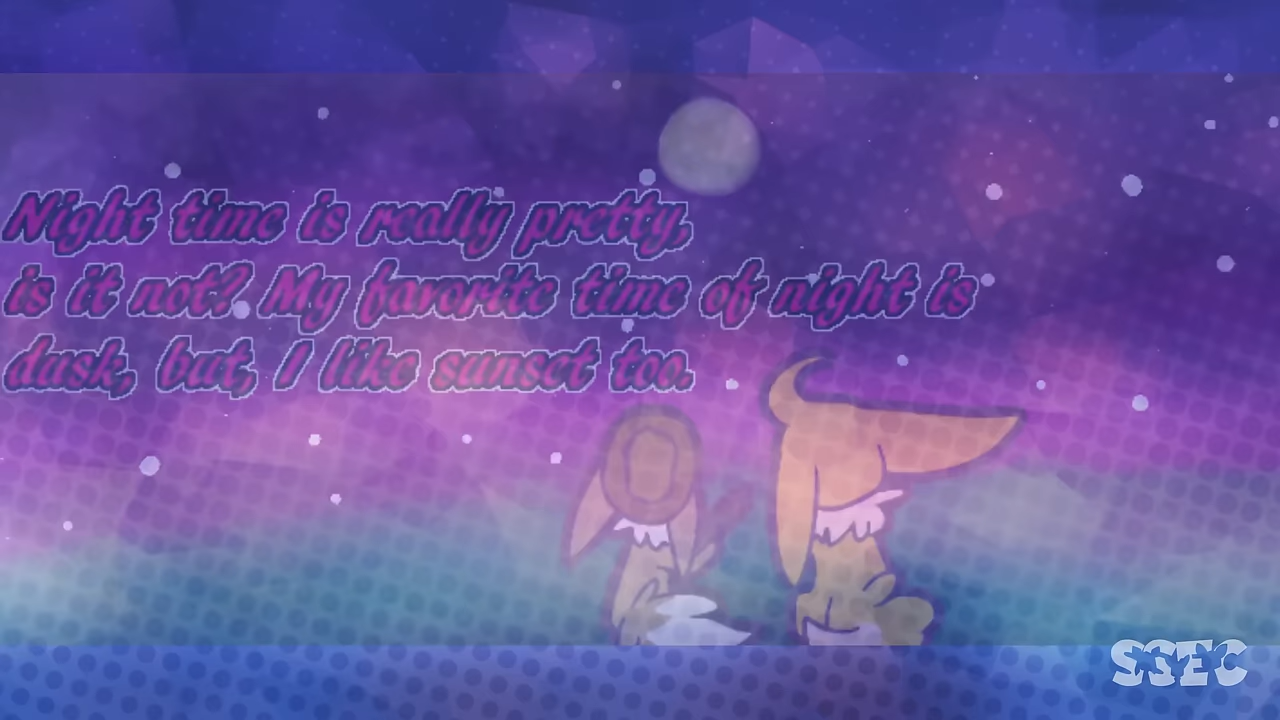 Night time is really pretty,
is it not? My favorite time of night is
dusk, but, I like sunset too.
SSEC